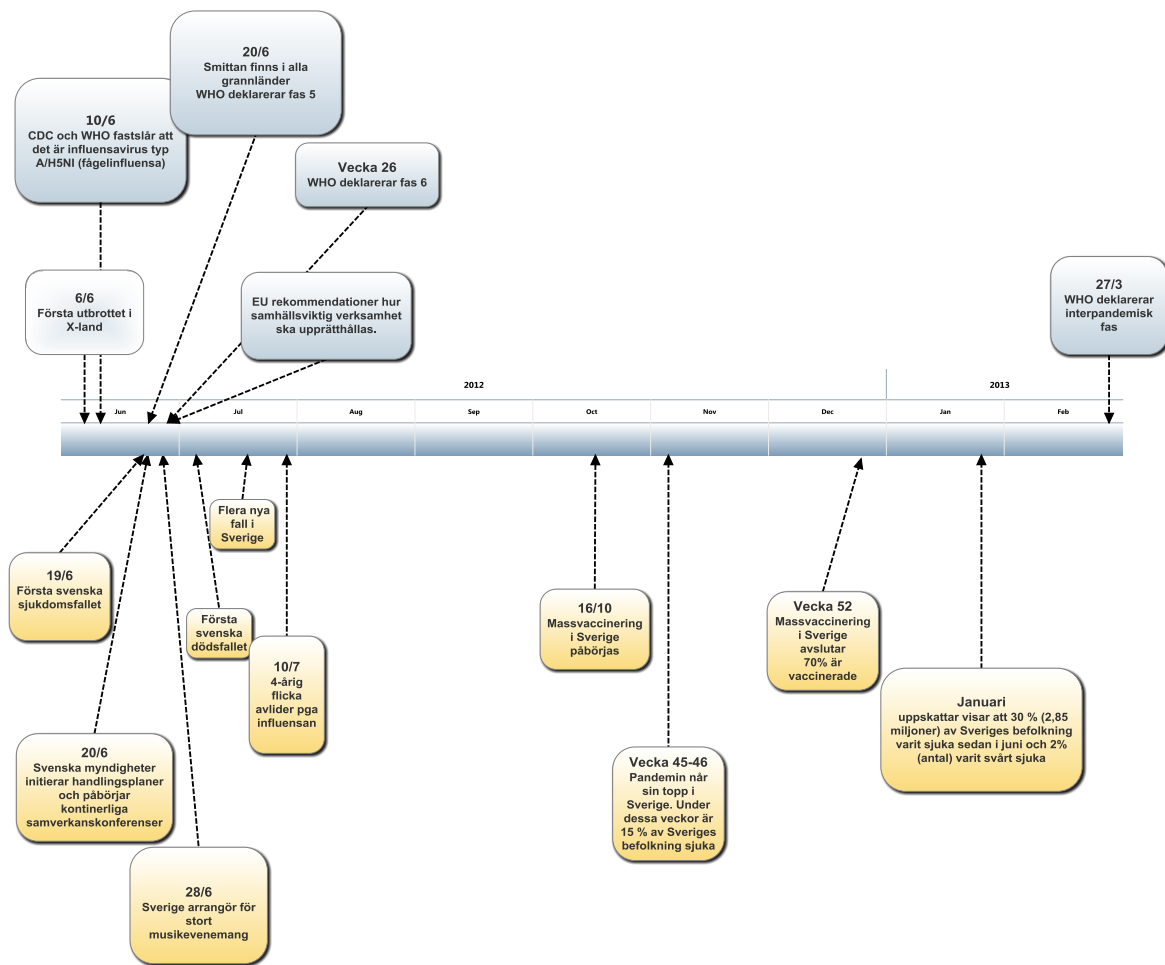 20/6
Smittan finns i alla
grannländer
WHO deklarerar fas 5
10/6
CDC och WHO fastslår att
det är influensavirus typ
A/H5NI (fågelinfluensa)
Vecka 26
WHO deklarerar fas 6
6/6
Första utbrottet i
X-land
EU rekommendationer hur
samhällsviktig verksamhet
ska upprätthållas.
27/3
WHO deklarerar
interpandemisk
fas
2012
2013
Jun
Jul
Aug
Sep
Oct
Nov
Dec
Jan
Feb
Flera nya
fall i
Sverige
19/6
Första svenska
sjukdomsfallet
Första
svenska
dödsfallet
10/7
4-årig
flicka
avlider pga
influensan
16/10
Massvaccinering
i Sverige
påbörjas
Vecka 52
Massvaccinering
i Sverige
avslutar
70% är
vaccinerade
Januari
uppskattar visar att 30 % (2,85
miljoner) av Sveriges befolkning
varit sjuka sedan i juni och 2%
(antal) varit svårt sjuka
20/6
Svenska myndigheter
initierar handlingsplaner
och påbörjar
kontinerliga
samverkanskonferenser
Vecka 45-46
Pandemin når
sin topp i
Sverige. Under
dessa veckor är
15 % av Sveriges
befolkning sjuka
28/6
Sverige arrangör för
stort
musikevenemang